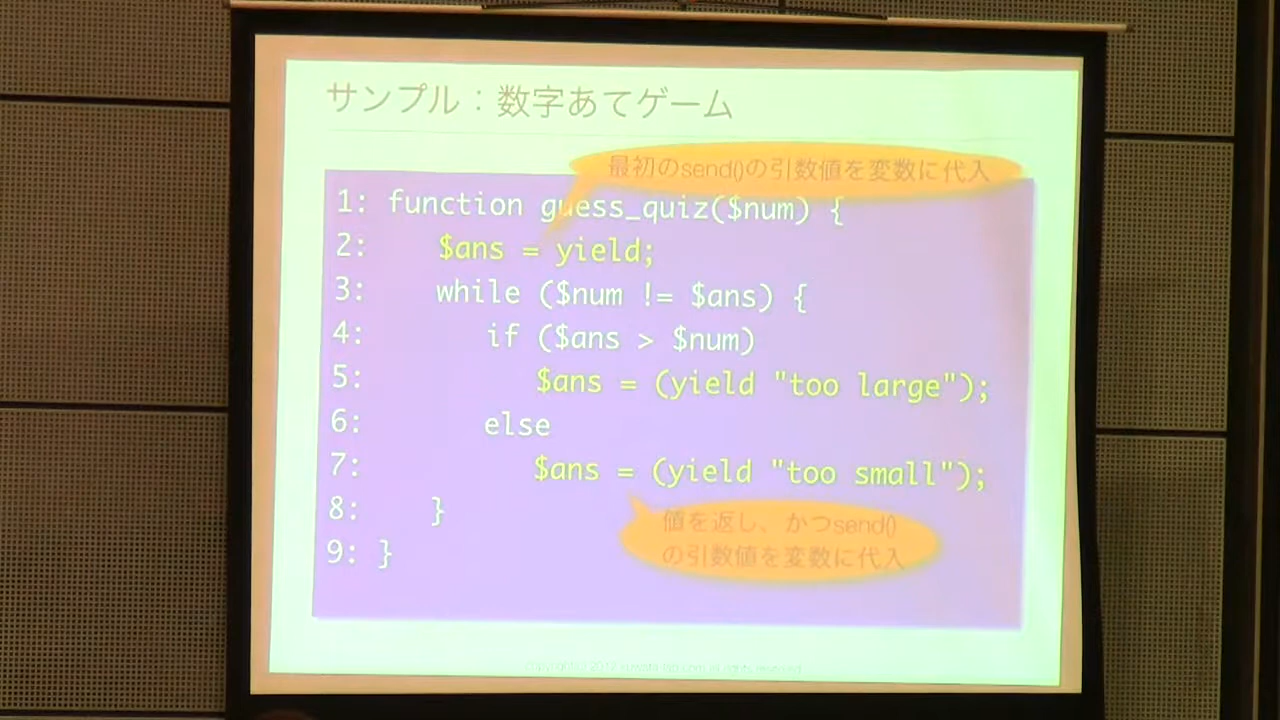 サンプル：数字あてゲーム
最初のsend()の引数値を変数に代入
1: function guess_quiz($num) {
2: $ans = yield;
3: while ($num != $ans) {
4: if ($ans > $num)
5: $ans = (yield "too large");
6: else
7: $ans = (yield "too small");
8: }
9: }
値を返し、かつsend()
の引数値を変数に代入